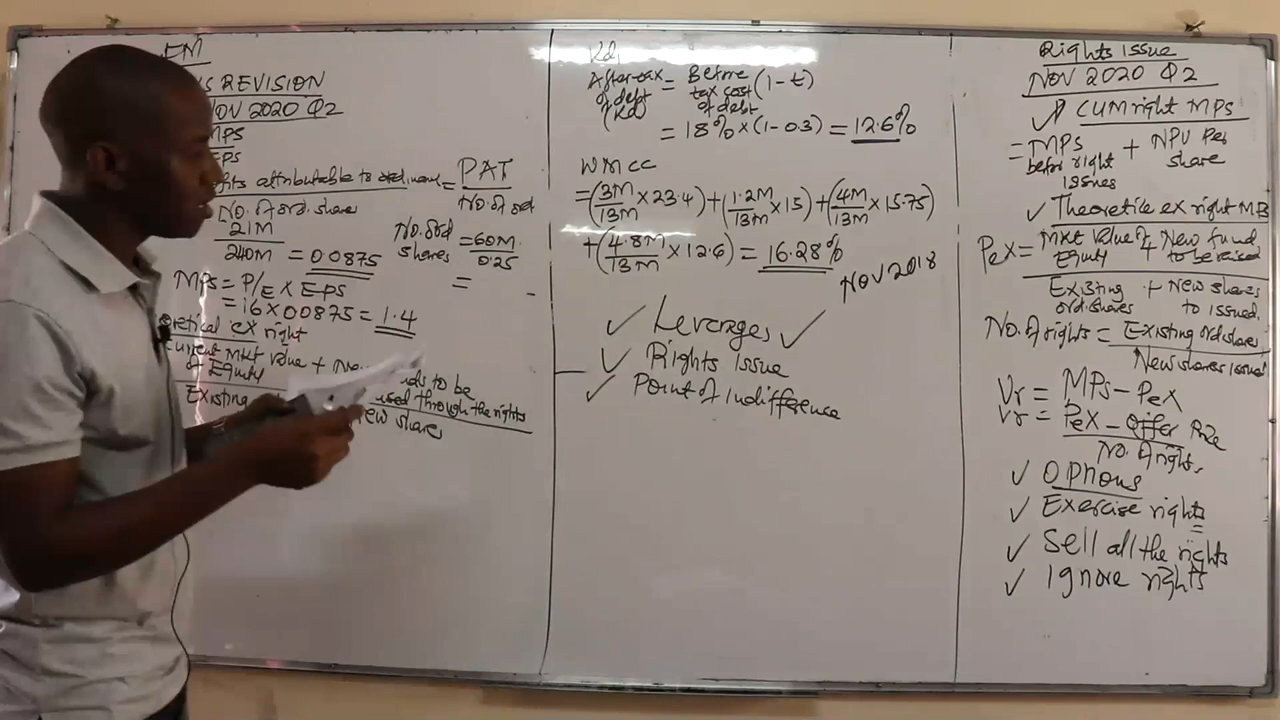 FM
REVISION
NOV 2020 Q2
MPS
EPS
attributable to ordinary = PAT
No. of ord. share
No. of ord
21M
240M = 0.0875
No. ord shares = 60M
0.25
=
MPS = P/E X EPS
= 16 X 00875 = 1.4
ex right
Current Mkt Value +
of Equity
to be
through the rights
Existing
New share
Kd
After-tax of debt (Kd = Before tax cost of debt (1 - t)
= 18% x (1 - 0.3) = 12.6%
WMCC
= (3M/13M x 23.4) + (1.2M/13M x 15) + (4M/13M x 15.75)
+ (4.8M/13M x 12.6) = 16.28%
NOV 2018
✓ Leverages ✓
✓ Rights Issue
✓ Point of Indifference
Rights Issue
NOV 2020 Q2
CUM right MPS
= MPS before right issues + NPV Per share
✓ Theoretile ex right MB
Pex = Mkt Value of Equity + New fund to be raised
Existing ord. shares + New shares to issued.
No. of rights = Existing ord shares
New shares issued
Vr = MPS - Pex
Vr = Pex - Offer Price
No. of rights.
✓ Options
✓ Exercise rights
✓ Sell all the rights
✓ Ignore rights